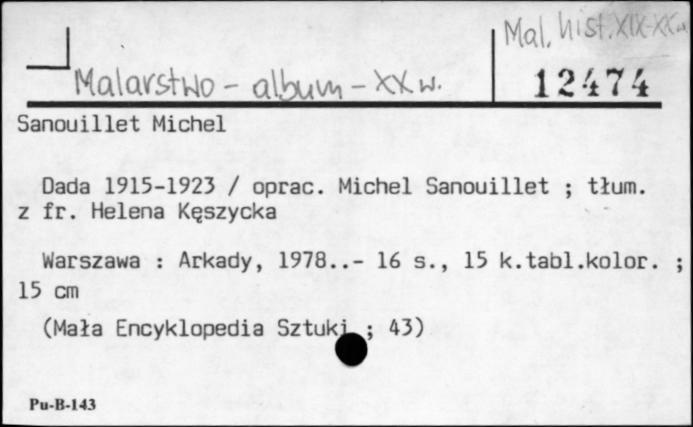 Mal. hist. XIX-XX w.
Malarstwo - album - XX w.
12474
Sanouillet Michel
Dada 1915-1923 / oprac. Michel Sanouillet ; tłum.
z fr. Helena Kęszycka
Warszawa : Arkady, 1978..- 16 s., 15 k.tabl.kolor. ;
15 cm
(Mała Encyklopedia Sztuki ; 43)
Pu-B-143